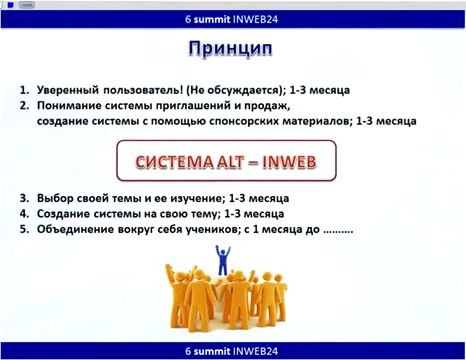 6 summit INWEB24
Принцип
1. Уверенный пользователь! (Не обсуждается); 1-3 месяца
2. Понимание системы приглашений и продаж,
создание системы с помощью спонсорских материалов; 1-3 месяца
СИСТЕМА ALT – INWEB
3. Выбор своей темы и ее изучение; 1-3 месяца
4. Создание системы на свою тему; 1-3 месяца
5. Объединение вокруг себя учеников; с 1 месяца до ……….
6 summit INWEB24